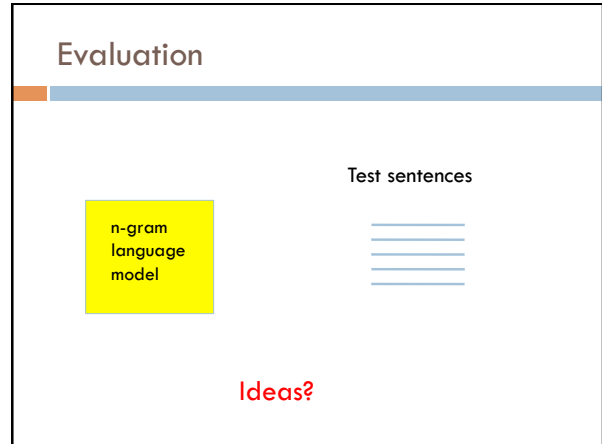 Evaluation
Test sentences
n-gram
language
model
Ideas?